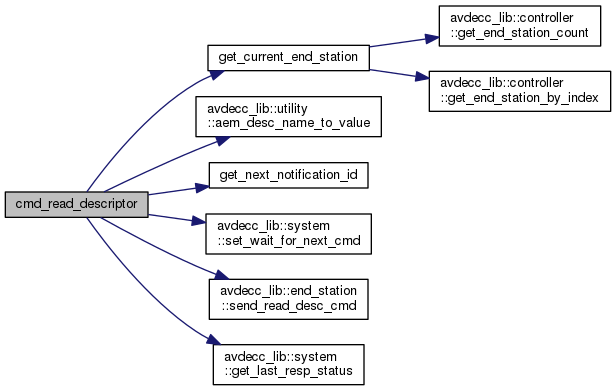 cmd_read_descriptor
get_current_end_station
avdecc_lib::controller
::get_end_station_count
avdecc_lib::controller
::get_end_station_by_index
avdecc_lib::utility
::aem_desc_name_to_value
get_next_notification_id
avdecc_lib::system
::set_wait_for_next_cmd
avdecc_lib::end_station
::send_read_desc_cmd
avdecc_lib::system
::get_last_resp_status